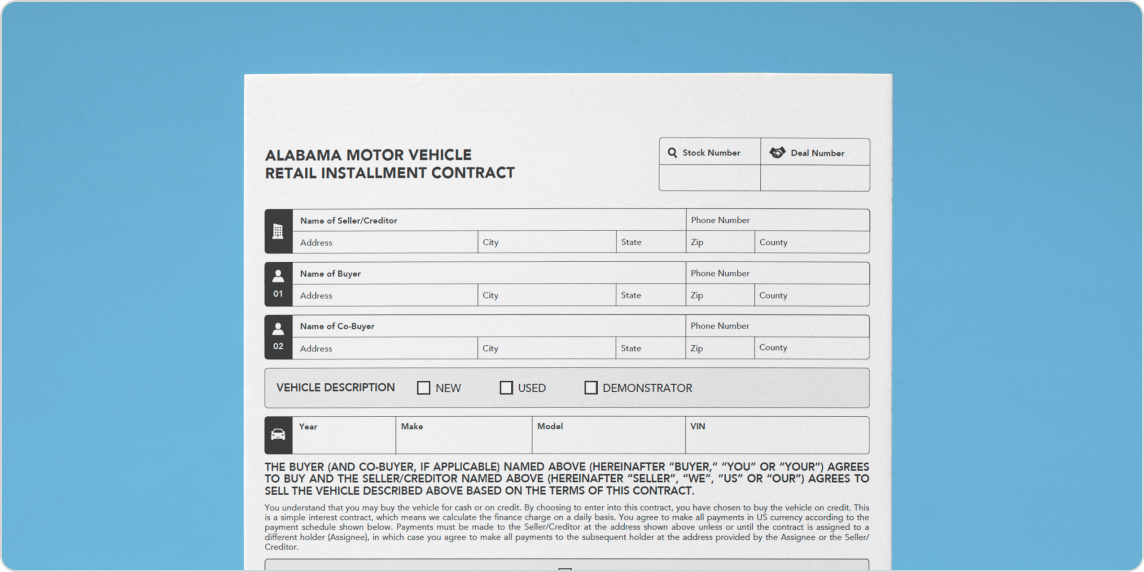 ALABAMA MOTOR VEHICLE
RETAIL INSTALLMENT CONTRACT
Stock Number Deal Number
Name of Seller/Creditor Phone Number
Address City State Zip County
Name of Buyer Phone Number
01 Address City State Zip County
Name of Co-Buyer Phone Number
02 Address City State Zip County
VEHICLE DESCRIPTION NEW USED DEMONSTRATOR
Year Make Model VIN
THE BUYER (AND CO-BUYER, IF APPLICABLE) NAMED ABOVE (HEREINAFTER “BUYER,” “YOU” OR “YOUR”) AGREES
TO BUY AND THE SELLER/CREDITOR NAMED ABOVE (HEREINAFTER “SELLER”, “WE”, “US” OR “OUR”) AGREES TO
SELL THE VEHICLE DESCRIBED ABOVE BASED ON THE TERMS OF THIS CONTRACT.
You understand that you may buy the vehicle for cash or on credit. By choosing to enter into this contract, you have chosen to buy the vehicle on credit. This
is a simple interest contract, which means we calculate the finance charge on a daily basis. You agree to make all payments in US currency according to the
payment schedule shown below. Payments must be made to the Seller/Creditor at the address shown above unless or until the contract is assigned to a
different holder (Assignee), in which case you agree to make all payments to the subsequent holder at the address provided by the Assignee or the Seller/
Creditor.